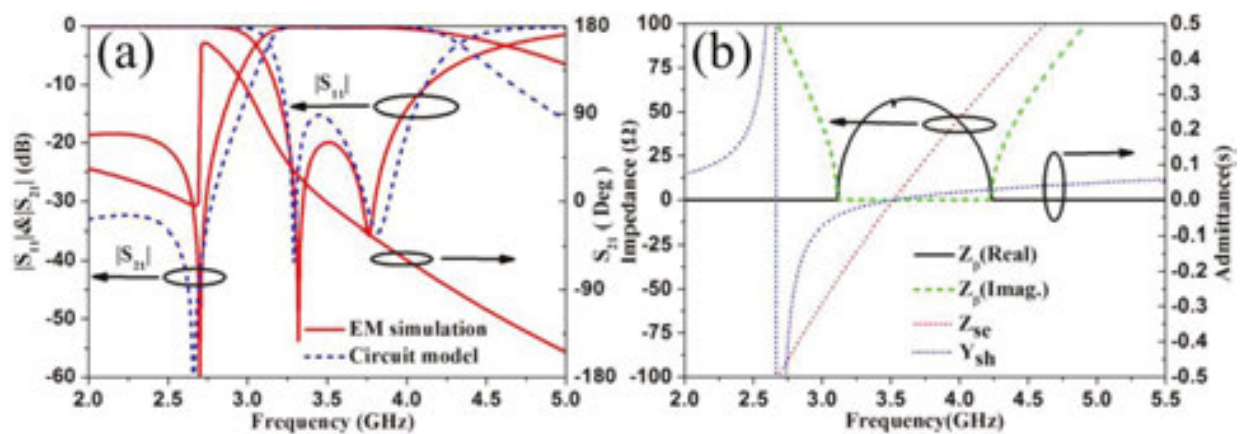 (a)
0
-10
-20
-30
-40
-50
-60
|S11|&|S21| (dB)
|S11|
|S21|
EM simulation
Circuit model
2.0 2.5 3.0 3.5 4.0 4.5 5.0
Frequency (GHz)
180
90
0
-90
-180
S21 ( Deg)
(b)
100
75
50
25
0
-25
-50
-75
-100
Impedance (Ω)
Zp(Real)
Zp(Imag.)
Zse
Ysh
2.0 2.5 3.0 3.5 4.0 4.5 5.0 5.5
Frequency(GHz)
0.5
0.4
0.3
0.2
0.1
0.0
-0.1
-0.2
-0.3
-0.4
-0.5
Admittance(s)